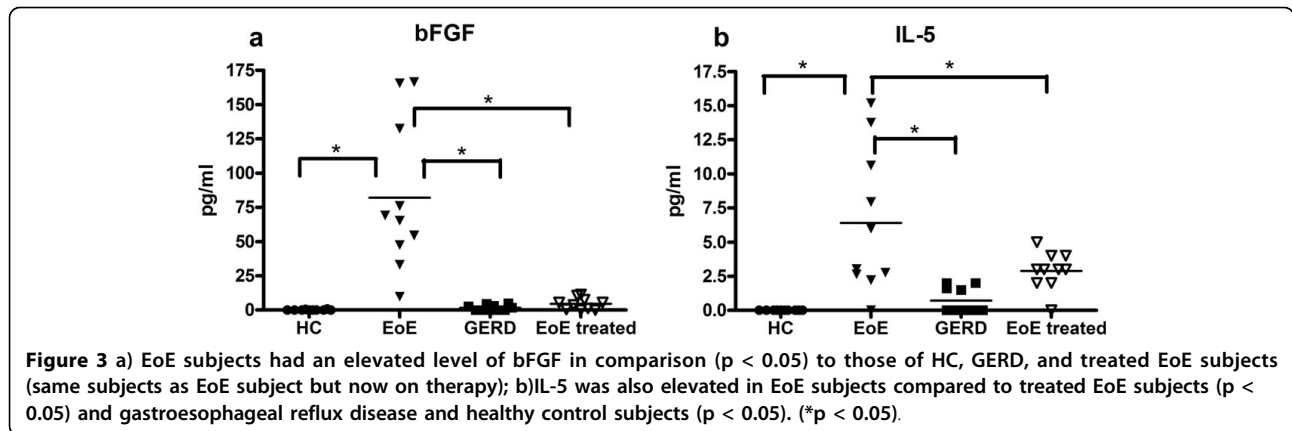 a bFGF
175
150
125
100
75
50
25
0
pg/ml
*
*
*
HC EoE GERD EoE treated
b IL-5
17.5
15.0
12.5
10.0
7.5
5.0
2.5
0.0
pg/ml
*
*
*
HC EoE GERD EoE treated
Figure 3 a) EoE subjects had an elevated level of bFGF in comparison (p < 0.05) to those of HC, GERD, and treated EoE subjects
(same subjects as EoE subject but now on therapy); b)IL-5 was also elevated in EoE subjects compared to treated EoE subjects (p <
0.05) and gastroesophageal reflux disease and healthy control subjects (p < 0.05). (*p < 0.05).